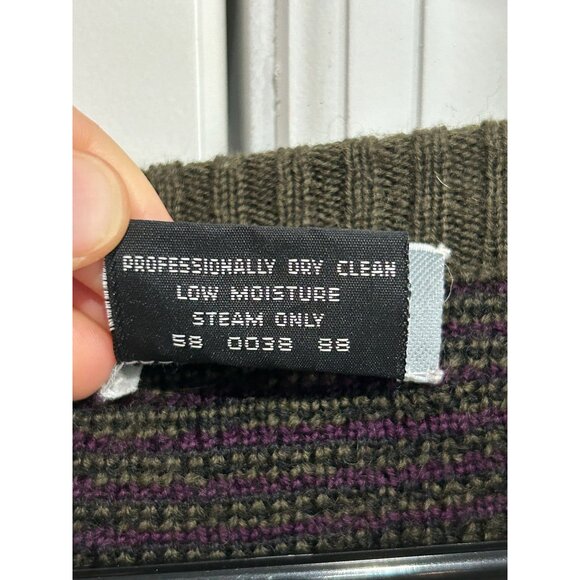 PROFESSIONALLY DRY CLEAN
LOW MOISTURE
STEAM ONLY
58 0038 88